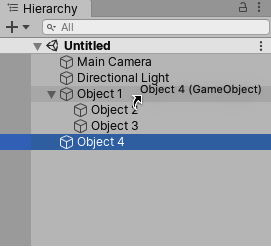 Hierarchy
All
Untitled
Main Camera
Directional Light
Object 1
Object 4 (GameObject)
Object 2
Object 3
Object 4